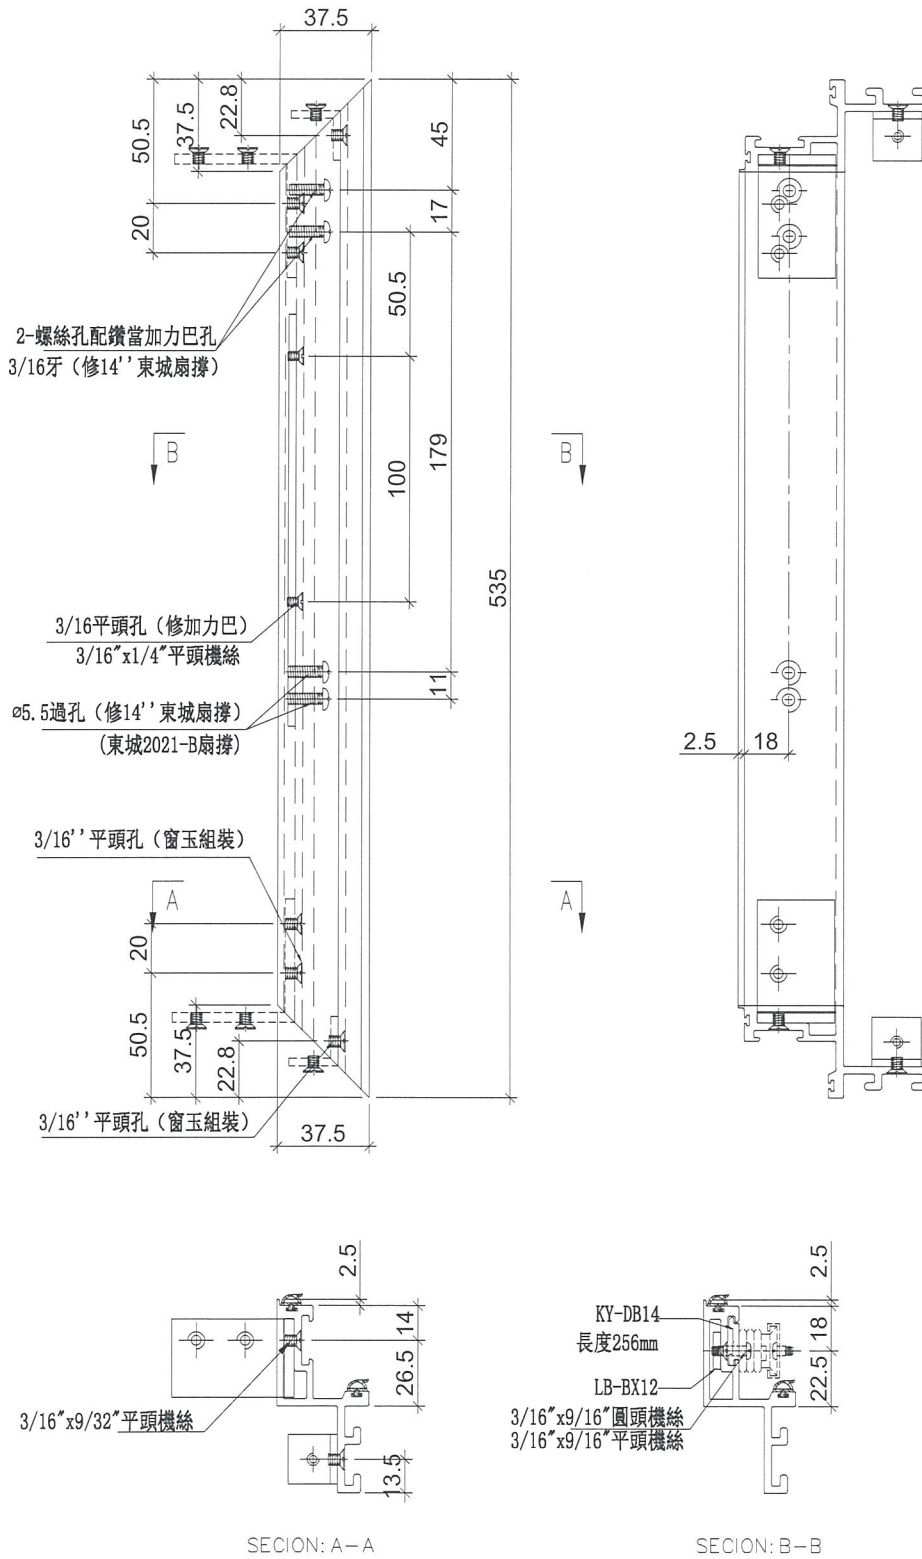 37.5
50.5
37.5
22.8
45
20
17
50.5
2-螺絲孔配鑽當加力巴孔
3/16牙（修14''東城扇撐）
B
B
179
100
535
3/16平頭孔（修加力巴）
3/16"x1/4"平頭機絲
11
ø5.5過孔（修14''東城扇撐）
(東城2021-B扇撐)
2.5
18
3/16''平頭孔（窗玉組裝）
A
A
20
50.5
37.5
22.8
3/16''平頭孔（窗玉組裝）
37.5
2.5
14
26.5
3/16"x9/32"平頭機絲
13.5
SECION: A-A
2.5
KY-DB14
長度256mm
18
LB-BX12
22.5
3/16"x9/16"圓頭機絲
3/16"x9/16"平頭機絲
SECION: B-B